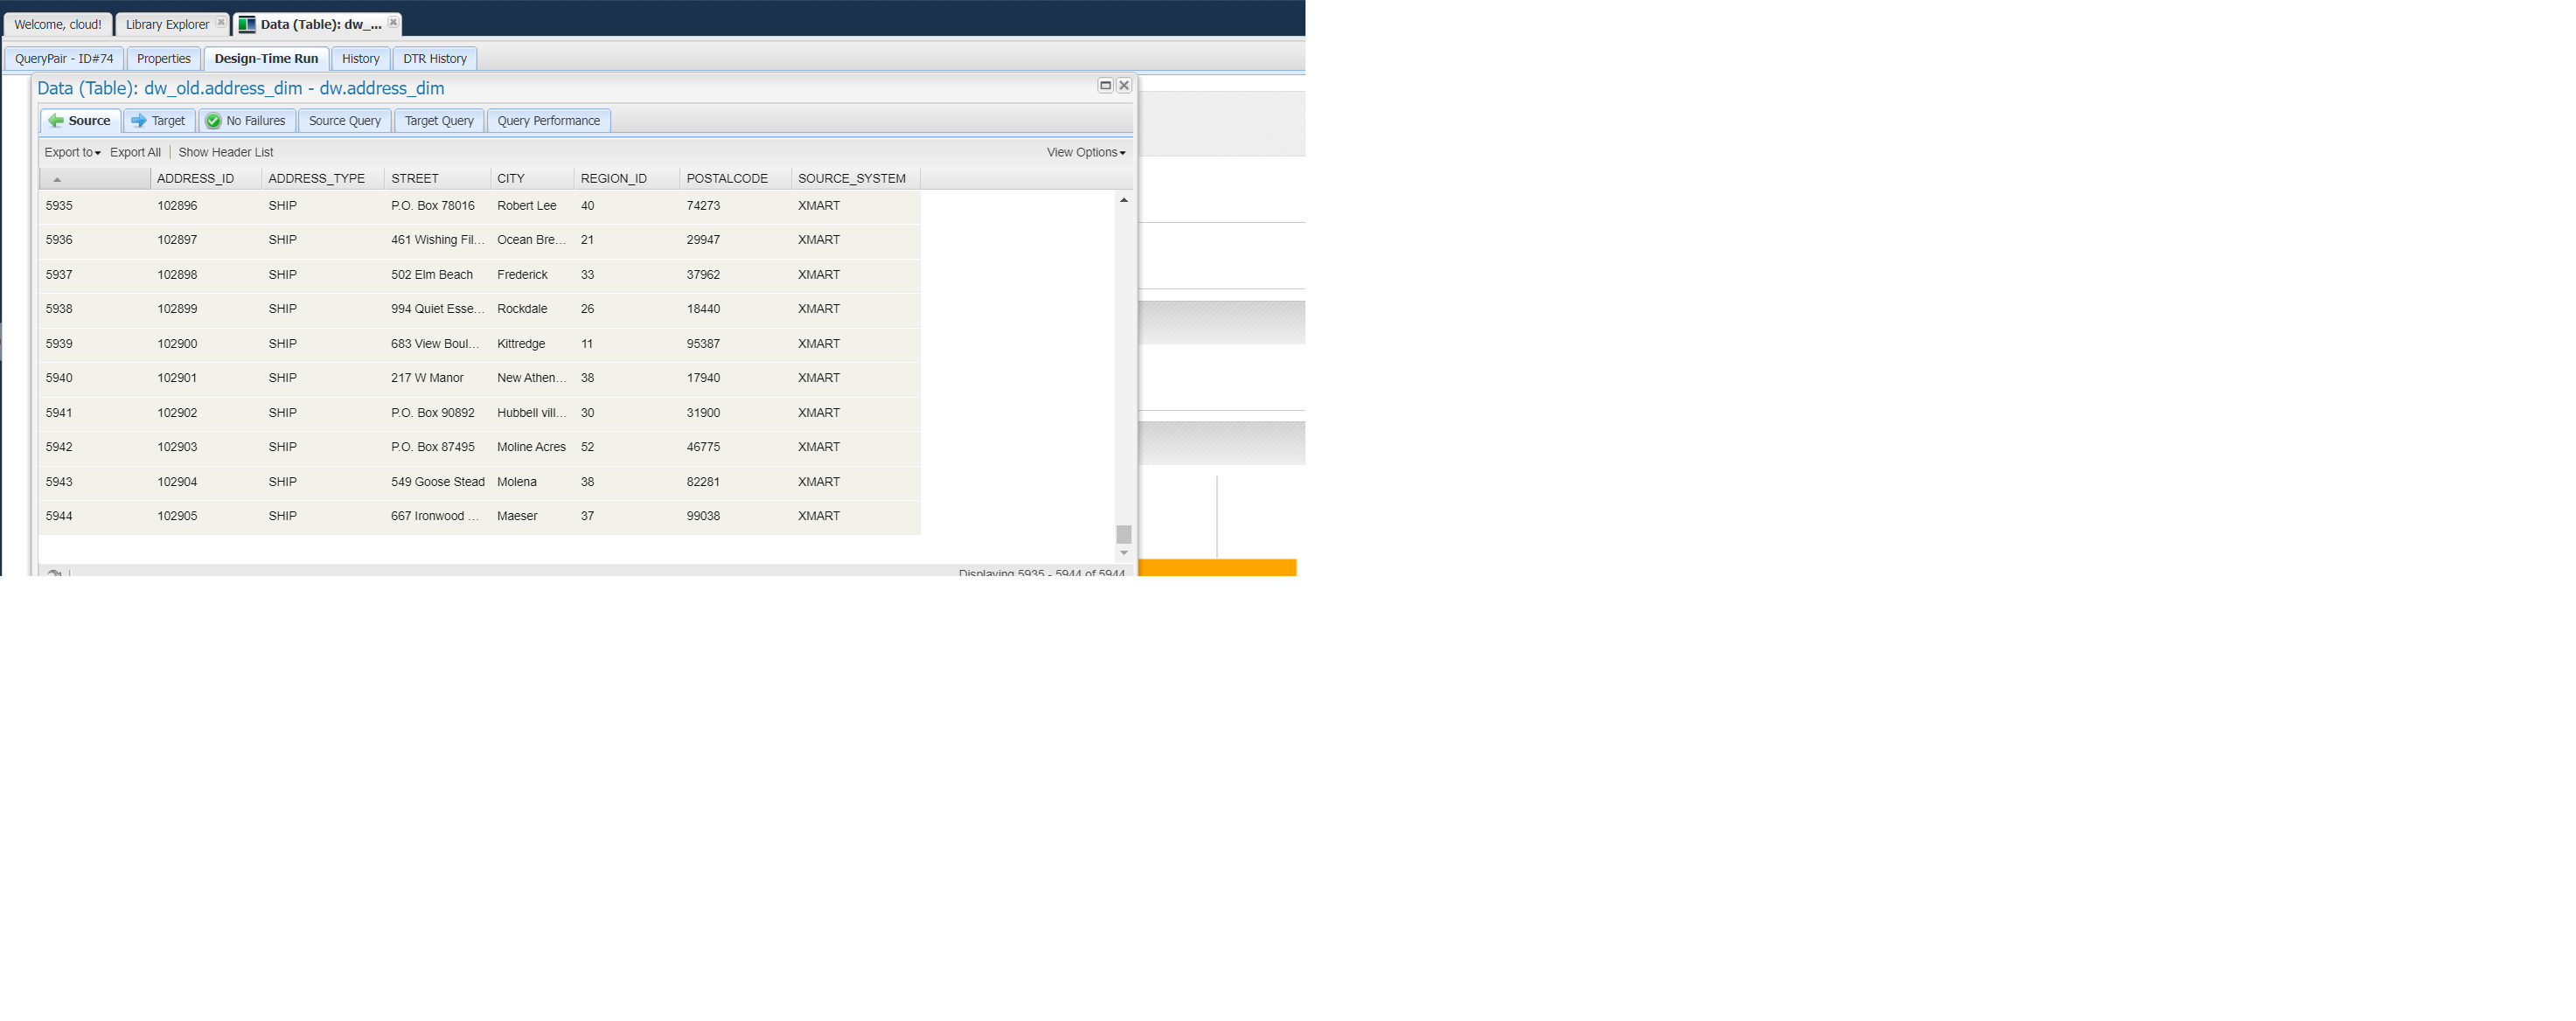 Welcome, cloud! Library Explorer Data (Table): dw_...
QueryPair - ID#74 Properties Design-Time Run History DTR History
Data (Table): dw_old.address_dim - dw.address_dim
Source Target No Failures Source Query Target Query Query Performance
Export to Export All Show Header List View Options
ADDRESS_ID ADDRESS_TYPE STREET CITY REGION_ID POSTALCODE SOURCE_SYSTEM
5935 102896 SHIP P.O. Box 78016 Robert Lee 40 74273 XMART
5936 102897 SHIP 461 Wishing Fil... Ocean Bre... 21 29947 XMART
5937 102898 SHIP 502 Elm Beach Frederick 33 37962 XMART
5938 102899 SHIP 994 Quiet Esse... Rockdale 26 18440 XMART
5939 102900 SHIP 683 View Boul... Kittredge 11 95387 XMART
5940 102901 SHIP 217 W Manor New Athen... 38 17940 XMART
5941 102902 SHIP P.O. Box 90892 Hubbell vill... 30 31900 XMART
5942 102903 SHIP P.O. Box 87495 Moline Acres 52 46775 XMART
5943 102904 SHIP 549 Goose Stead Molena 38 82281 XMART
5944 102905 SHIP 667 Ironwood ... Maeser 37 99038 XMART
Displaying 5935 - 5944 of 5944